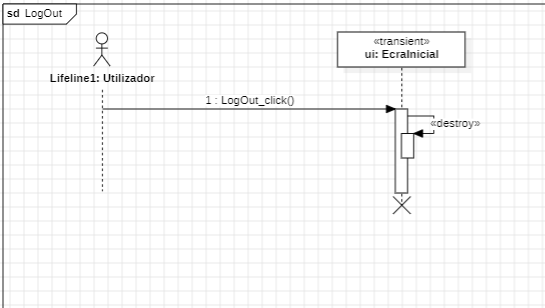 sd LogOut
«transient»
ui: EcraInicial
Lifeline1: Utilizador
1 : LogOut_click()
«destroy»